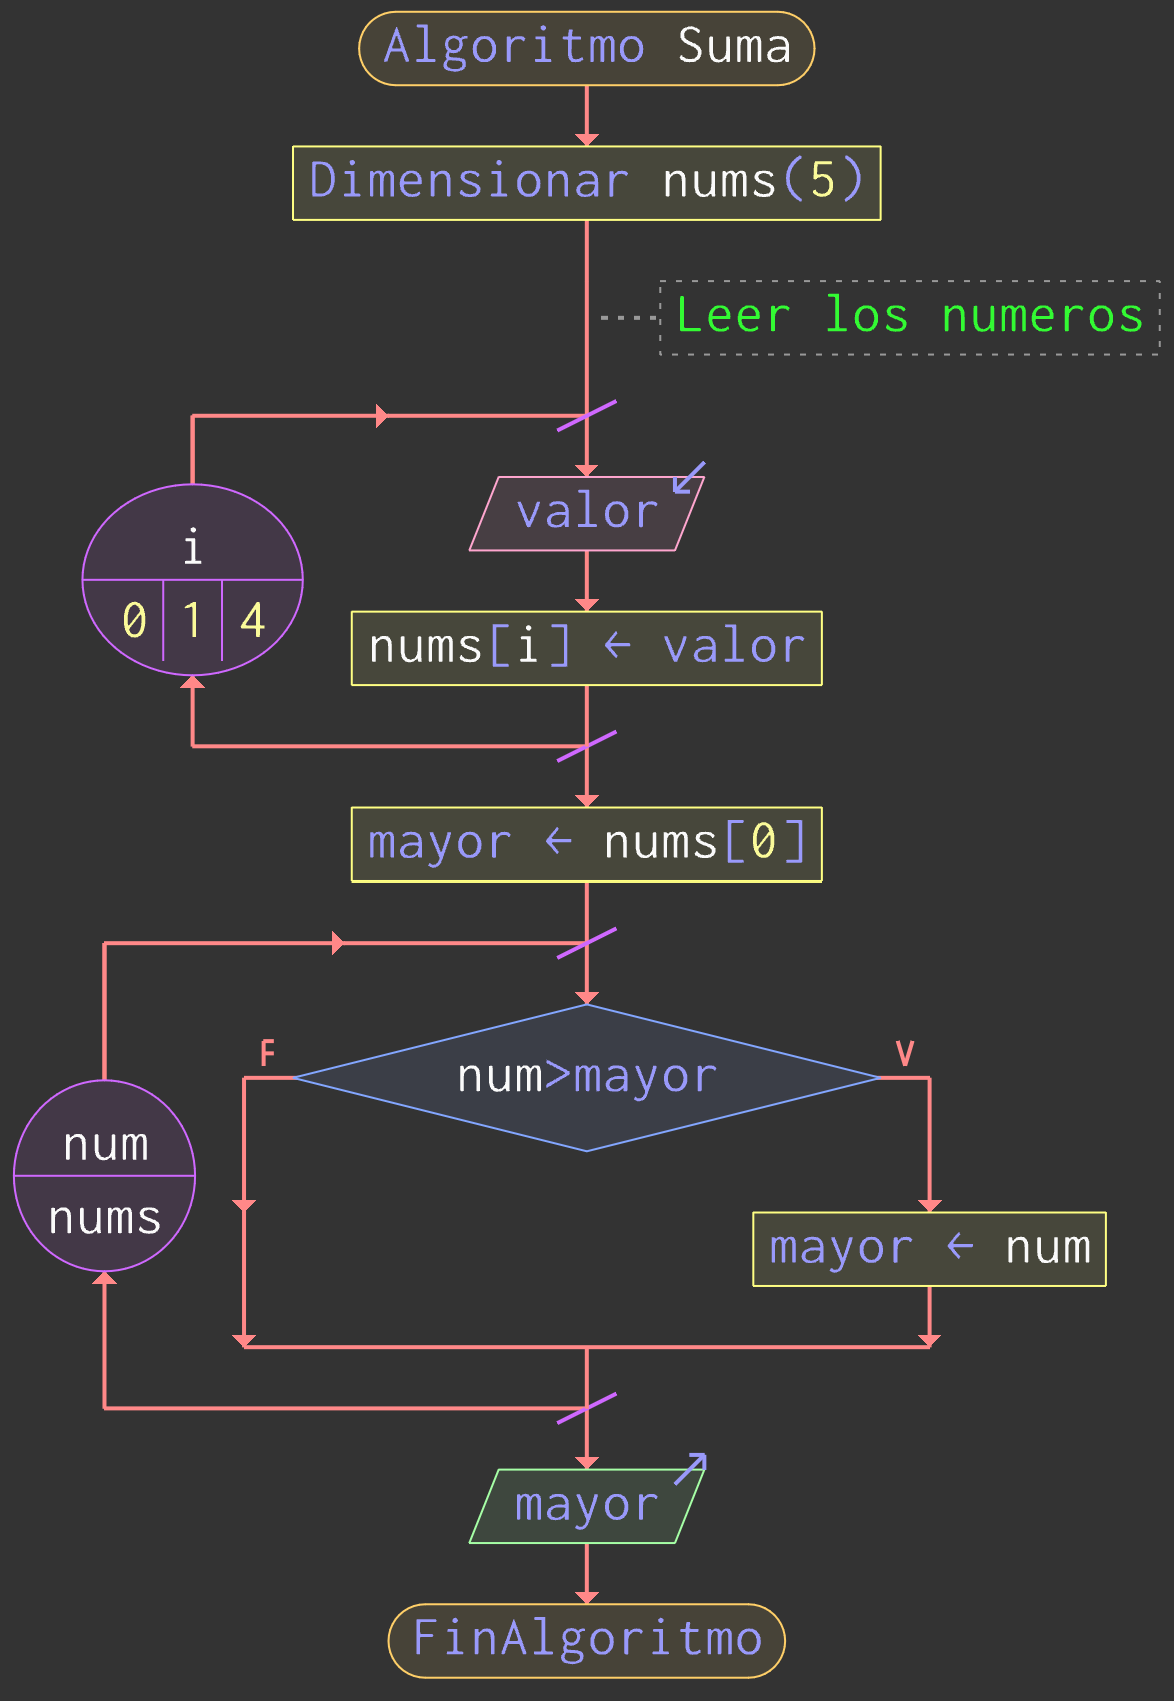 Algoritmo Suma
Dimensionar nums(5)
Leer los numeros
valor
i
0 1 4
nums[i] ← valor
mayor ← nums[0]
F
V
num>mayor
num
nums
mayor ← num
mayor
FinAlgoritmo